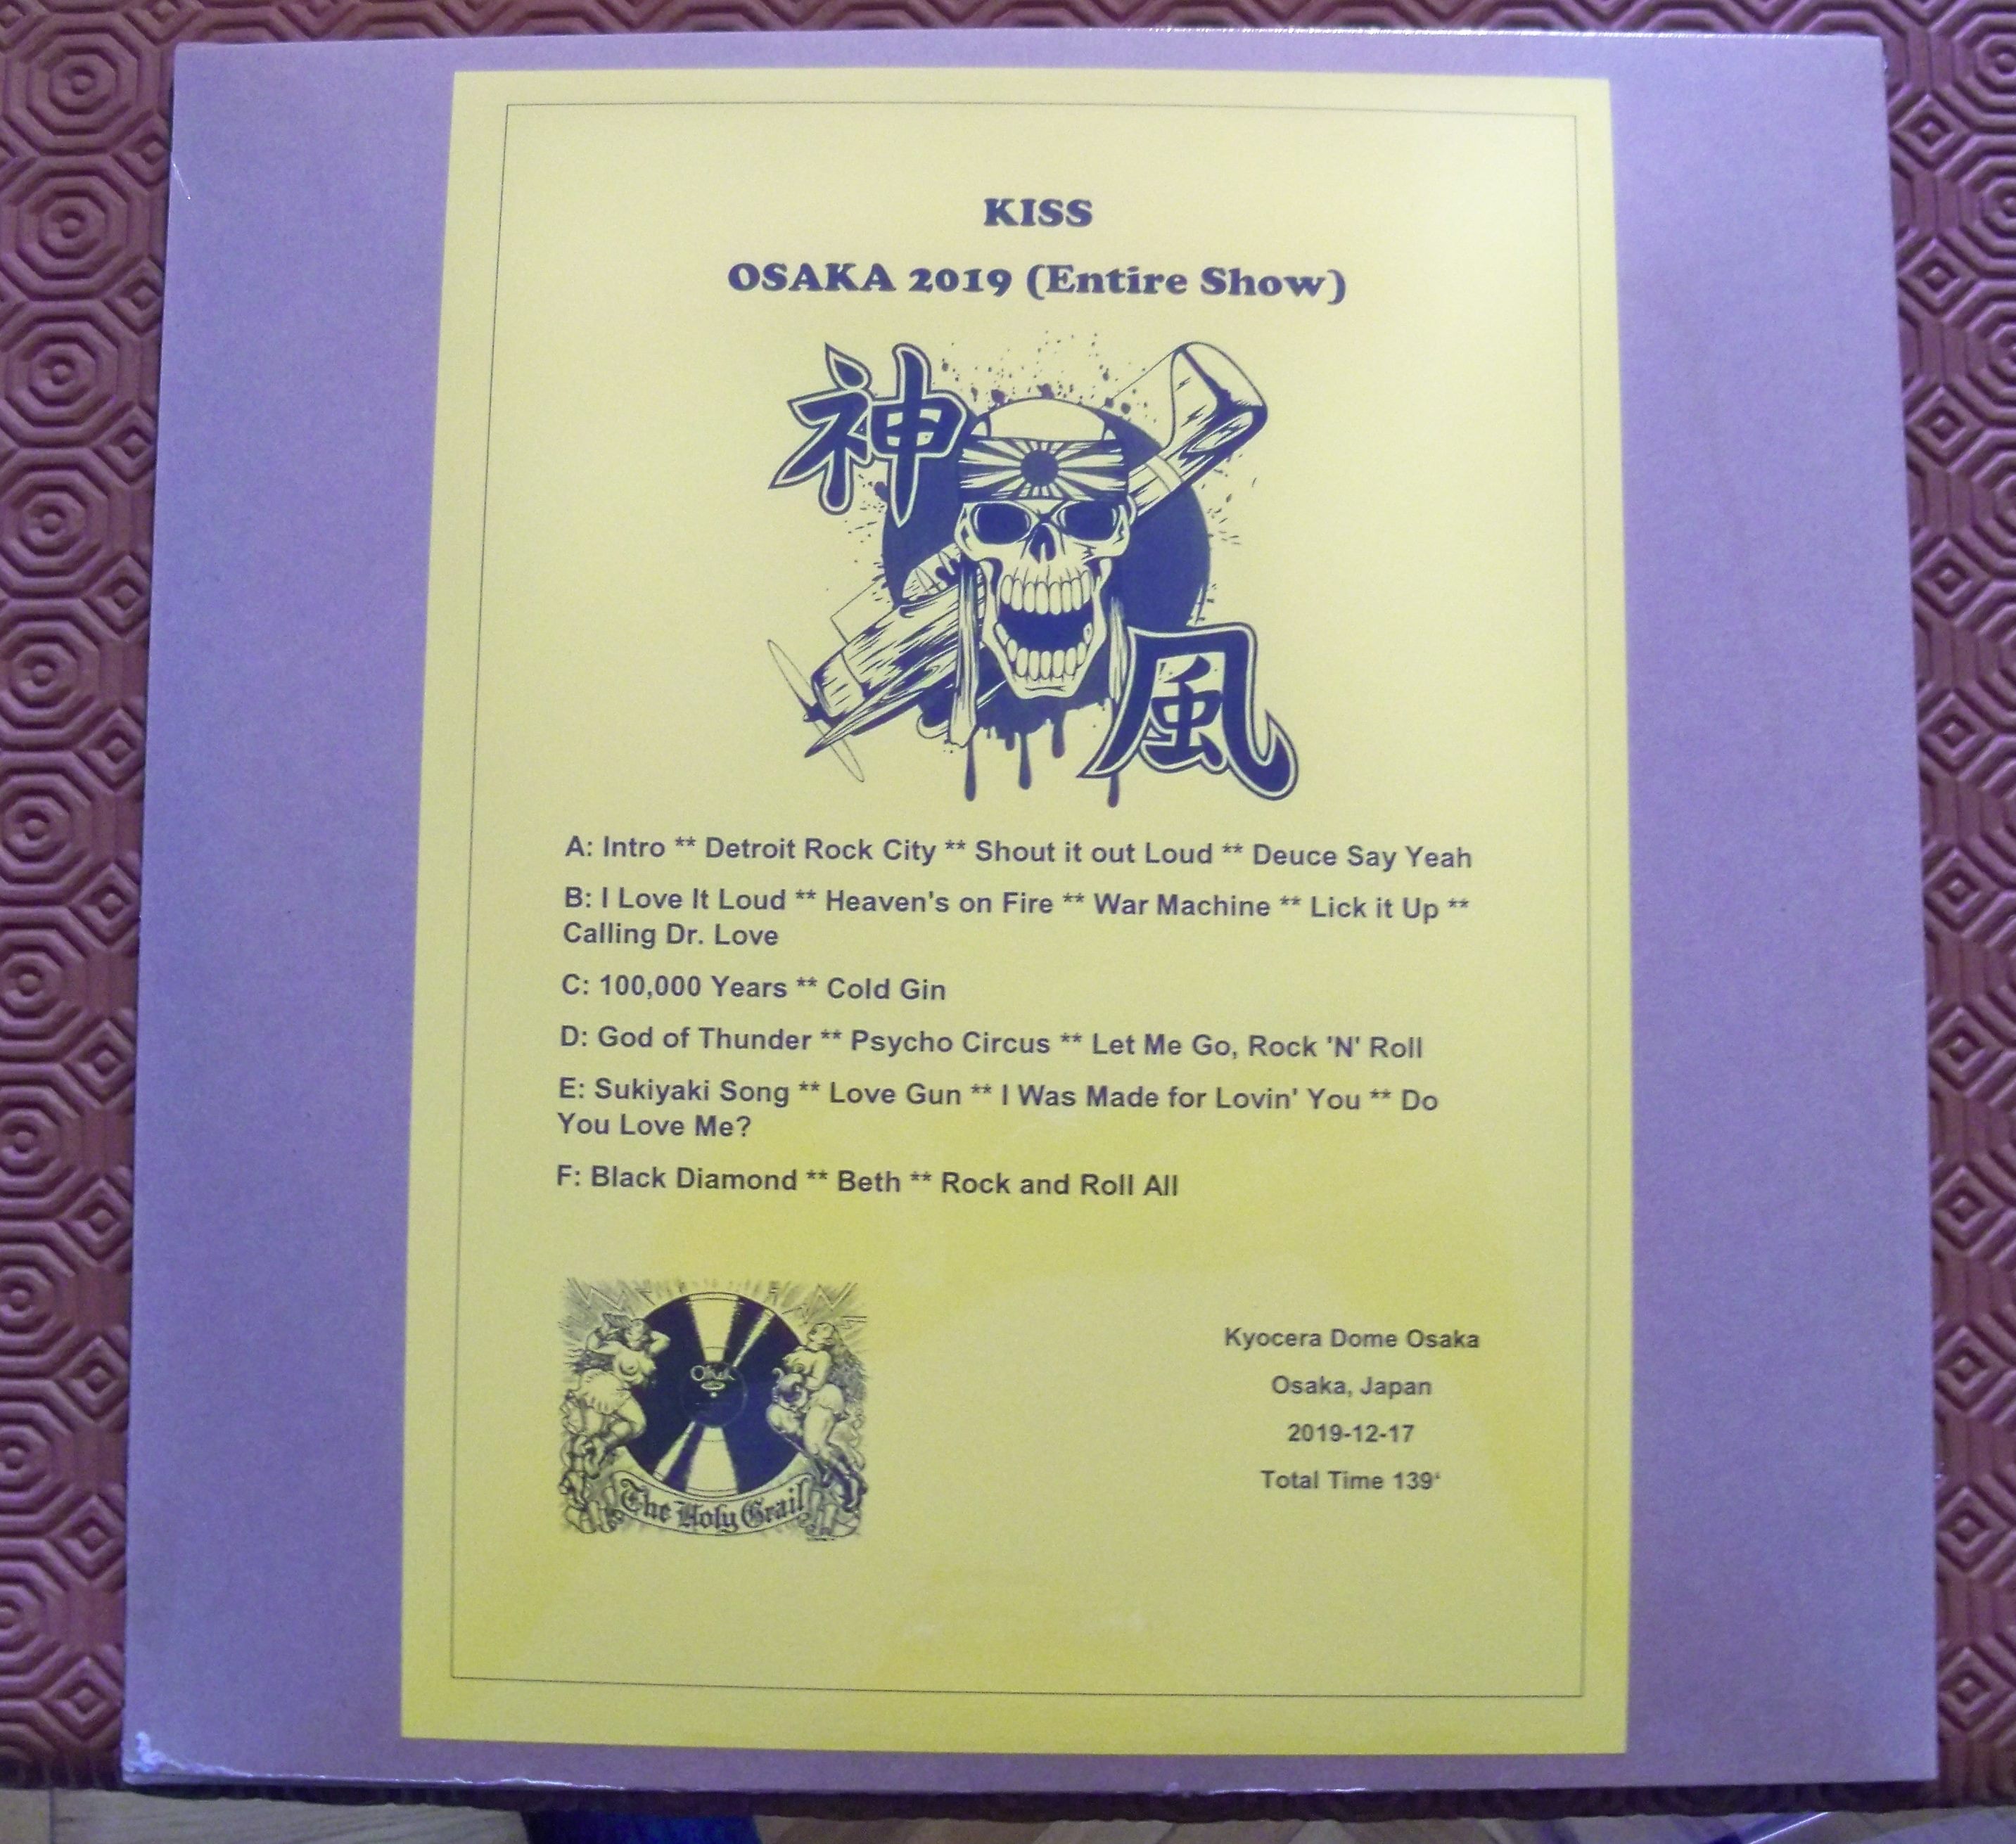 KISS
OSAKA 2019 (Entire Show)
神
風
A: Intro ** Detroit Rock City ** Shout it out Loud ** Deuce Say Yeah
B: I Love It Loud ** Heaven's on Fire ** War Machine ** Lick it Up **
Calling Dr. Love
C: 100,000 Years ** Cold Gin
D: God of Thunder ** Psycho Circus ** Let Me Go, Rock 'N' Roll
E: Sukiyaki Song ** Love Gun ** I Was Made for Lovin' You ** Do
You Love Me?
F: Black Diamond ** Beth ** Rock and Roll All
The Holy Grail
Kyocera Dome Osaka
Osaka, Japan
2019-12-17
Total Time 139‘